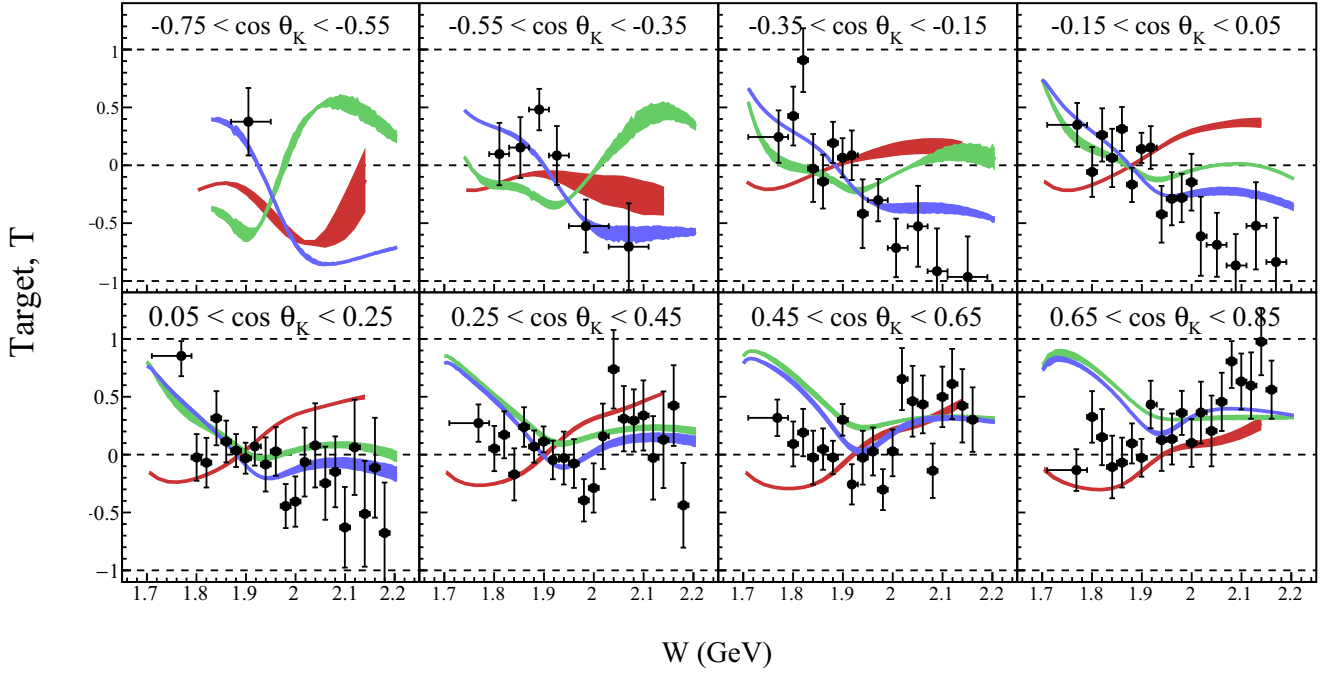 -0.75 < cos θK < -0.55
-0.55 < cos θK < -0.35
-0.35 < cos θK < -0.15
-0.15 < cos θK < 0.05
1
0.5
0
-0.5
−1
Target, T
0.05 < cos θK < 0.25
0.25 < cos θK < 0.45
0.45 < cos θK < 0.65
0.65 < cos θK < 0.85
1
0.5
0
-0.5
−1
1.7 1.8 1.9 2 2.1 2.2 1.7 1.8 1.9 2 2.1 2.2 1.7 1.8 1.9 2 2.1 2.2 1.7 1.8 1.9 2 2.1 2.2
W (GeV)